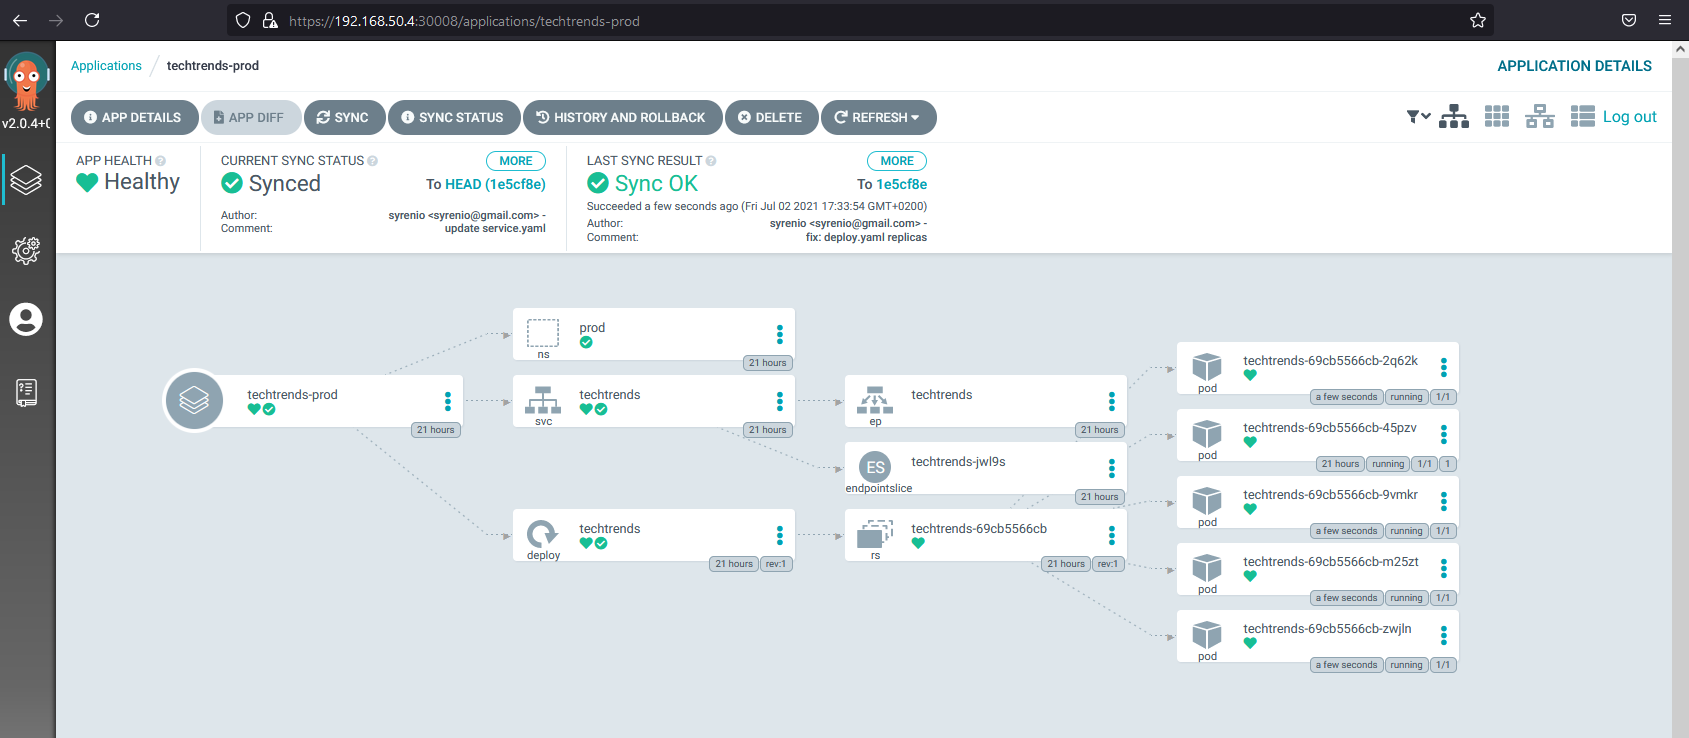 https://192.168.50.4:30008/applications/techtrends-prod
v2.0.4+
Applications / techtrends-prod
APPLICATION DETAILS
APP DETAILS
APP DIFF
SYNC
SYNC STATUS
HISTORY AND ROLLBACK
DELETE
REFRESH
Log out
APP HEALTH
Healthy
CURRENT SYNC STATUS
MORE
Synced
To HEAD (1e5cf8e)
Author: syrenio <syrenio@gmail.com> -
Comment: update service.yaml
LAST SYNC RESULT
MORE
Sync OK
To 1e5cf8e
Succeeded a few seconds ago (Fri Jul 02 2021 17:33:54 GMT+0200)
Author: syrenio <syrenio@gmail.com> -
Comment: fix: deploy.yaml replicas
techtrends-prod
21 hours
prod
ns
21 hours
techtrends
svc
21 hours
techtrends
deploy
21 hours rev:1
techtrends
ep
21 hours
ES
techtrends-jwl9s
endpointslice
21 hours
techtrends-69cb5566cb
rs
21 hours rev:1
techtrends-69cb5566cb-2q62k
pod
a few seconds running 1/1
techtrends-69cb5566cb-45pzv
pod
21 hours running 1/1 1
techtrends-69cb5566cb-9vmkr
pod
a few seconds running 1/1
techtrends-69cb5566cb-m25zt
pod
a few seconds running 1/1
techtrends-69cb5566cb-zwjln
pod
a few seconds running 1/1